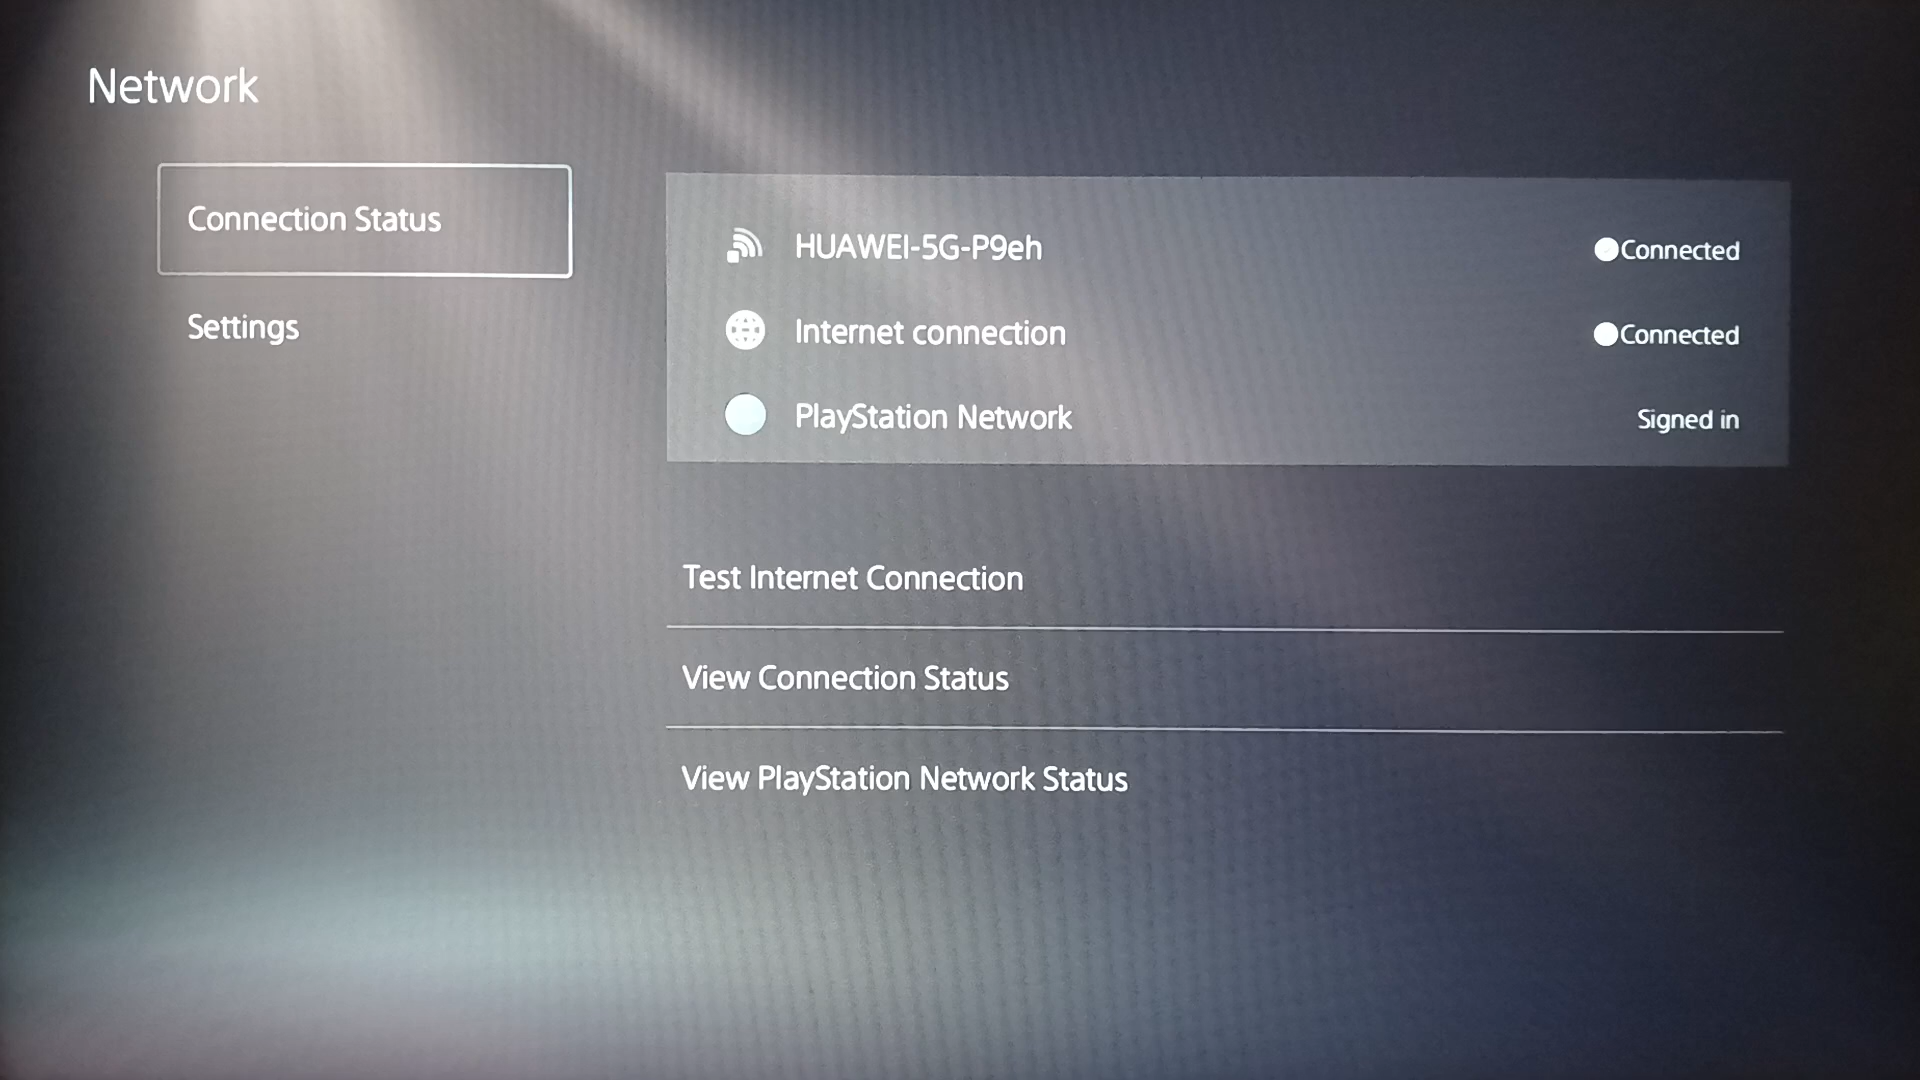 Network
Connection Status
Settings
HUAWEI-5G-P9eh Connected
Internet connection Connected
PlayStation Network Signed in
Test Internet Connection
View Connection Status
View PlayStation Network Status